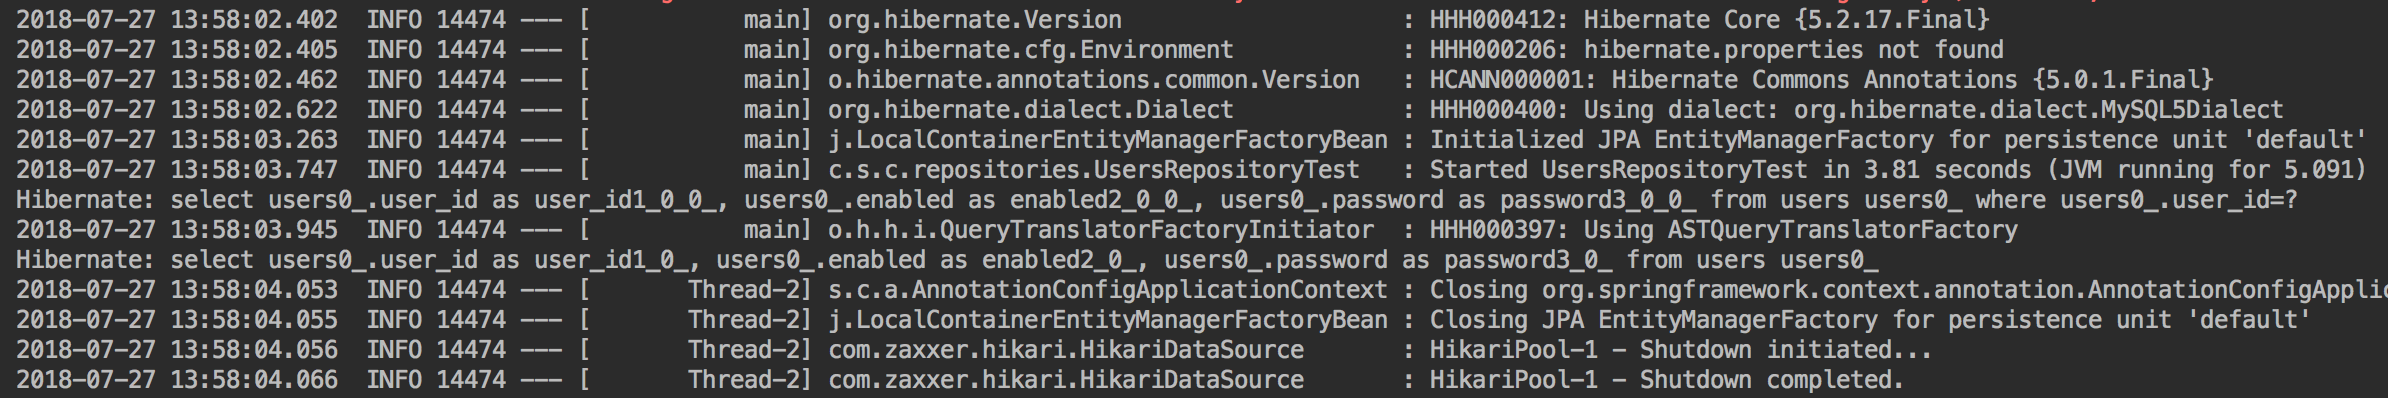 2018-07-27 13:58:02.402  INFO 14474 --- [           main] org.hibernate.Version                    : HHH000412: Hibernate Core {5.2.17.Final}
2018-07-27 13:58:02.405  INFO 14474 --- [           main] org.hibernate.cfg.Environment            : HHH000206: hibernate.properties not found
2018-07-27 13:58:02.462  INFO 14474 --- [           main] o.hibernate.annotations.common.Version   : HCANN000001: Hibernate Commons Annotations {5.0.1.Final}
2018-07-27 13:58:02.622  INFO 14474 --- [           main] org.hibernate.dialect.Dialect            : HHH000400: Using dialect: org.hibernate.dialect.MySQL5Dialect
2018-07-27 13:58:03.263  INFO 14474 --- [           main] j.LocalContainerEntityManagerFactoryBean : Initialized JPA EntityManagerFactory for persistence unit 'default'
2018-07-27 13:58:03.747  INFO 14474 --- [           main] c.s.c.repositories.UsersRepositoryTest   : Started UsersRepositoryTest in 3.81 seconds (JVM running for 5.091)
Hibernate: select users0_.user_id as user_id1_0_0_, users0_.enabled as enabled2_0_0_, users0_.password as password3_0_0_ from users users0_ where users0_.user_id=?
2018-07-27 13:58:03.945  INFO 14474 --- [           main] o.h.h.i.QueryTranslatorFactoryInitiator  : HHH000397: Using ASTQueryTranslatorFactory
Hibernate: select users0_.user_id as user_id1_0_, users0_.enabled as enabled2_0_, users0_.password as password3_0_ from users users0_
2018-07-27 13:58:04.053  INFO 14474 --- [       Thread-2] s.c.a.AnnotationConfigApplicationContext : Closing org.springframework.context.annotation.AnnotationConfigApplic
2018-07-27 13:58:04.055  INFO 14474 --- [       Thread-2] j.LocalContainerEntityManagerFactoryBean : Closing JPA EntityManagerFactory for persistence unit 'default'
2018-07-27 13:58:04.056  INFO 14474 --- [       Thread-2] com.zaxxer.hikari.HikariDataSource       : HikariPool-1 - Shutdown initiated...
2018-07-27 13:58:04.066  INFO 14474 --- [       Thread-2] com.zaxxer.hikari.HikariDataSource       : HikariPool-1 - Shutdown completed.